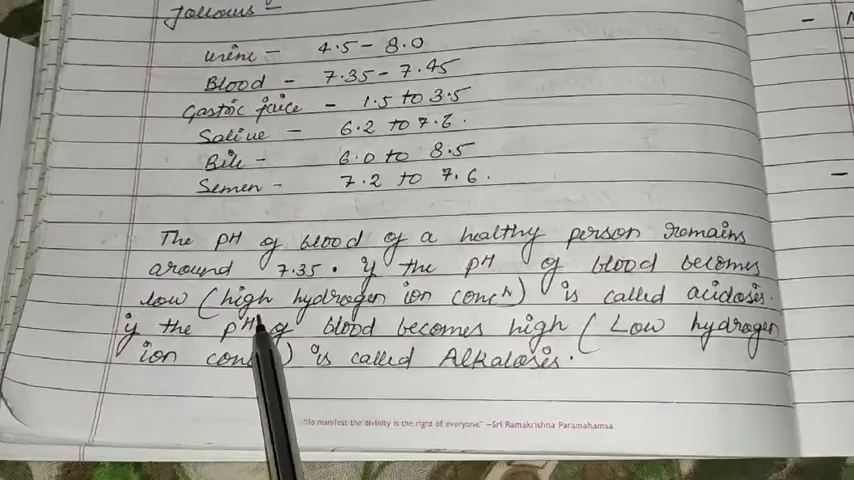 follows -
Urine - 4.5 - 8.0
Blood - 7.35 - 7.45
Gastric juice - 1.5 to 3.5
Salive - 6.2 to 7.6.
Bile - 6.0 to 8.5
Semen - 7.2 to 7.6.
The pH of blood of a healthy person remains
around 7.35. If the pH of blood becomes
low (high hydrogen ion concn) is called acidosis.
if the pH of blood becomes high (Low hydrogen
ion conc ) is called Alkalosis.
"To manifest the divinity is the right of everyone." -Sri Ramakrishna Paramahamsa